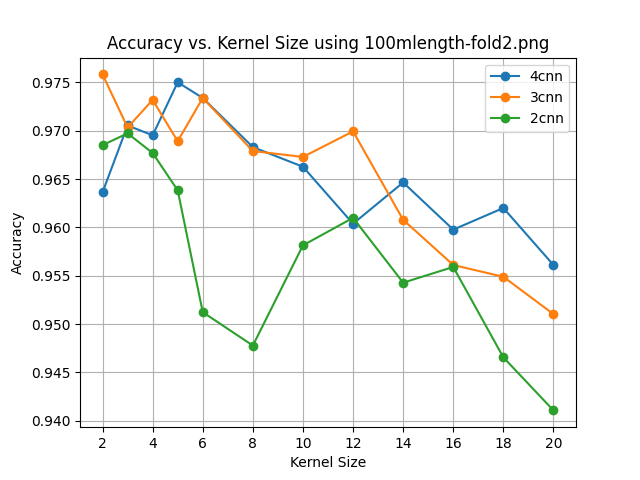 Accuracy vs. Kernel Size using 100mlength-fold2.png
4cnn
3cnn
2cnn
Accuracy
0.975
0.970
0.965
0.960
0.955
0.950
0.945
0.940
2 4 6 8 10 12 14 16 18 20
Kernel Size